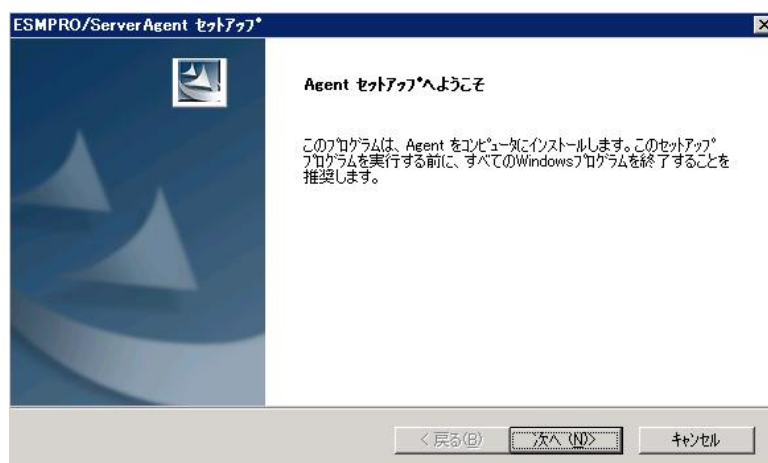 ESMPRO/ServerAgent ｾｯﾄｱｯﾌﾟ
Agent ｾｯﾄｱｯﾌﾟへようこそ
このﾌﾟﾛｸﾞﾗﾑは、Agent をｺﾝﾋﾟｭｰﾀにｲﾝｽﾄｰﾙします。このｾｯﾄｱｯﾌﾟ
ﾌﾟﾛｸﾞﾗﾑを実行する前に、すべてのWindowsﾌﾟﾛｸﾞﾗﾑを終了することを
推奨します。
< 戻る(B)
次へ (N)>
ｷｬﾝｾﾙ